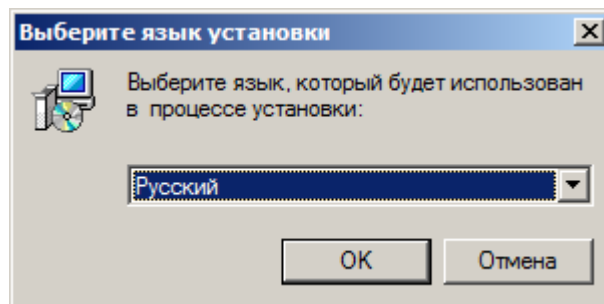 Выберите язык установки
Выберите язык, который будет использован
в процессе установки:
Русский
OK
Отмена